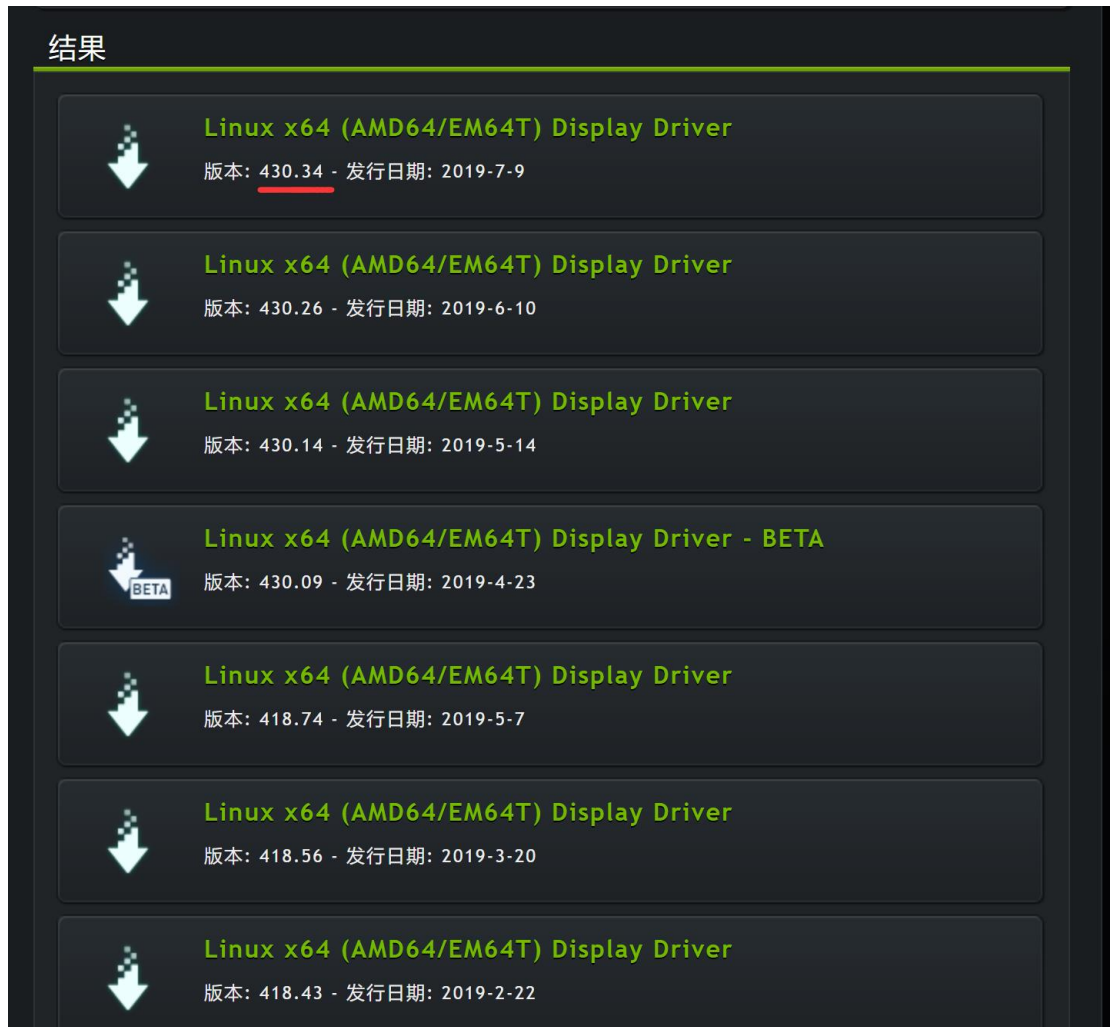 结果
Linux x64 (AMD64/EM64T) Display Driver
版本: 430.34 - 发行日期: 2019-7-9
Linux x64 (AMD64/EM64T) Display Driver
版本: 430.26 - 发行日期: 2019-6-10
Linux x64 (AMD64/EM64T) Display Driver
版本: 430.14 - 发行日期: 2019-5-14
Linux x64 (AMD64/EM64T) Display Driver - BETA
BETA
版本: 430.09 - 发行日期: 2019-4-23
Linux x64 (AMD64/EM64T) Display Driver
版本: 418.74 - 发行日期: 2019-5-7
Linux x64 (AMD64/EM64T) Display Driver
版本: 418.56 - 发行日期: 2019-3-20
Linux x64 (AMD64/EM64T) Display Driver
版本: 418.43 - 发行日期: 2019-2-22